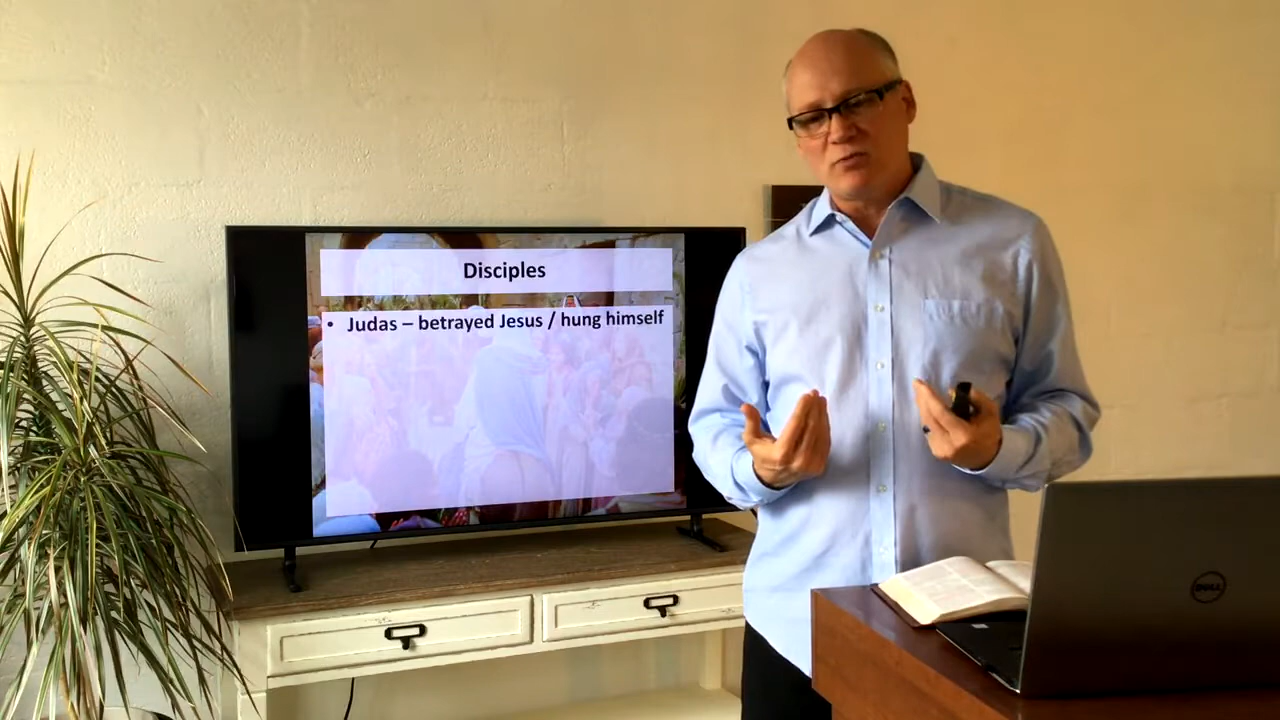 Disciples
• Judas – betrayed Jesus / hung himself
DELL